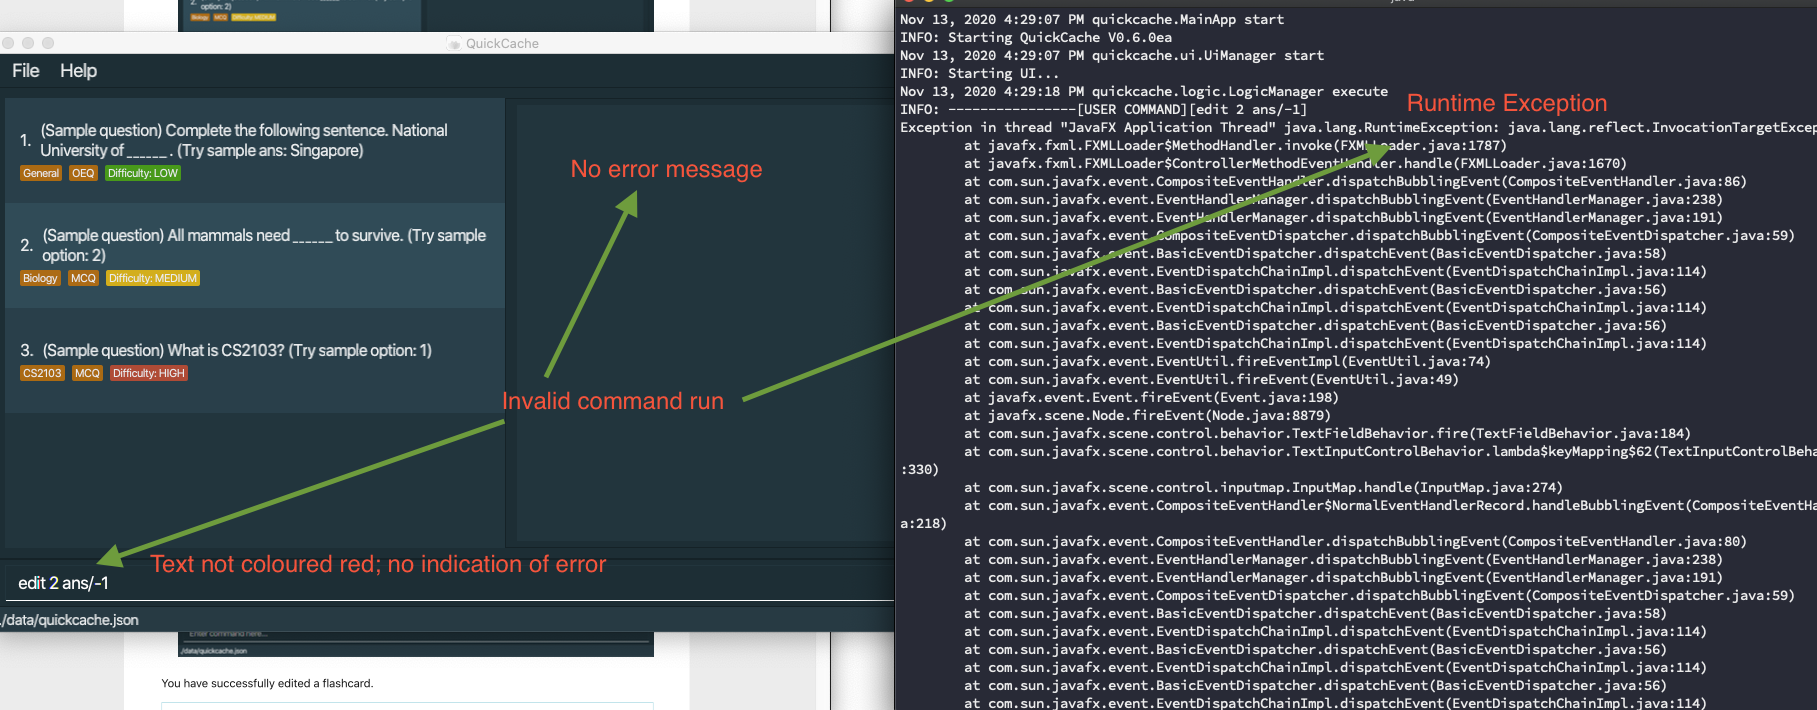 option: 2)
Biology MCQ Difficulty: MEDIUM
QuickCache
File Help
1. (Sample question) Complete the following sentence. National
University of ______ . (Try sample ans: Singapore)
General OEQ Difficulty: LOW
2. (Sample question) All mammals need ______ to survive. (Try sample
option: 2)
Biology MCQ Difficulty: MEDIUM
3. (Sample question) What is CS2103? (Try sample option: 1)
CS2103 MCQ Difficulty: HIGH
No error message
Invalid command run
Text not coloured red; no indication of error
edit 2 ans/-1
./data/quickcache.json
Enter command here...
./data/quickcache.json
You have successfully edited a flashcard.
java
Nov 13, 2020 4:29:07 PM quickcache.MainApp start
INFO: Starting QuickCache V0.6.0ea
Nov 13, 2020 4:29:07 PM quickcache.ui.UiManager start
INFO: Starting UI...
Nov 13, 2020 4:29:18 PM quickcache.logic.LogicManager execute
Runtime Exception
INFO: ----------------[USER COMMAND][edit 2 ans/-1]
Exception in thread "JavaFX Application Thread" java.lang.RuntimeException: java.lang.reflect.InvocationTargetExcep
at javafx.fxml.FXMLLoader$MethodHandler.invoke(FXMLLoader.java:1787)
at javafx.fxml.FXMLLoader$ControllerMethodEventHandler.handle(FXMLLoader.java:1670)
at com.sun.javafx.event.CompositeEventHandler.dispatchBubblingEvent(CompositeEventHandler.java:86)
at com.sun.javafx.event.EventHandlerManager.dispatchBubblingEvent(EventHandlerManager.java:238)
at com.sun.javafx.event.EventHandlerManager.dispatchBubblingEvent(EventHandlerManager.java:191)
at com.sun.javafx.event.CompositeEventDispatcher.dispatchBubblingEvent(CompositeEventDispatcher.java:59)
at com.sun.javafx.event.BasicEventDispatcher.dispatchEvent(BasicEventDispatcher.java:58)
at com.sun.javafx.event.EventDispatchChainImpl.dispatchEvent(EventDispatchChainImpl.java:114)
at com.sun.javafx.event.BasicEventDispatcher.dispatchEvent(BasicEventDispatcher.java:56)
at com.sun.javafx.event.EventDispatchChainImpl.dispatchEvent(EventDispatchChainImpl.java:114)
at com.sun.javafx.event.BasicEventDispatcher.dispatchEvent(BasicEventDispatcher.java:56)
at com.sun.javafx.event.EventDispatchChainImpl.dispatchEvent(EventDispatchChainImpl.java:114)
at com.sun.javafx.event.EventUtil.fireEventImpl(EventUtil.java:74)
at com.sun.javafx.event.EventUtil.fireEvent(EventUtil.java:49)
at javafx.event.Event.fireEvent(Event.java:198)
at javafx.scene.Node.fireEvent(Node.java:8879)
at com.sun.javafx.scene.control.behavior.TextFieldBehavior.fire(TextFieldBehavior.java:184)
at com.sun.javafx.scene.control.behavior.TextInputControlBehavior.lambda$keyMapping$62(TextInputControlBeha
:330)
at com.sun.javafx.scene.control.inputmap.InputMap.handle(InputMap.java:274)
at com.sun.javafx.event.CompositeEventHandler$NormalEventHandlerRecord.handleBubblingEvent(CompositeEventHa
a:218)
at com.sun.javafx.event.CompositeEventHandler.dispatchBubblingEvent(CompositeEventHandler.java:80)
at com.sun.javafx.event.EventHandlerManager.dispatchBubblingEvent(EventHandlerManager.java:238)
at com.sun.javafx.event.EventHandlerManager.dispatchBubblingEvent(EventHandlerManager.java:191)
at com.sun.javafx.event.CompositeEventDispatcher.dispatchBubblingEvent(CompositeEventDispatcher.java:59)
at com.sun.javafx.event.BasicEventDispatcher.dispatchEvent(BasicEventDispatcher.java:58)
at com.sun.javafx.event.EventDispatchChainImpl.dispatchEvent(EventDispatchChainImpl.java:114)
at com.sun.javafx.event.BasicEventDispatcher.dispatchEvent(BasicEventDispatcher.java:56)
at com.sun.javafx.event.EventDispatchChainImpl.dispatchEvent(EventDispatchChainImpl.java:114)
at com.sun.javafx.event.BasicEventDispatcher.dispatchEvent(BasicEventDispatcher.java:56)
at com.sun.javafx.event.EventDispatchChainImpl.dispatchEvent(EventDispatchChainImpl.java:114)